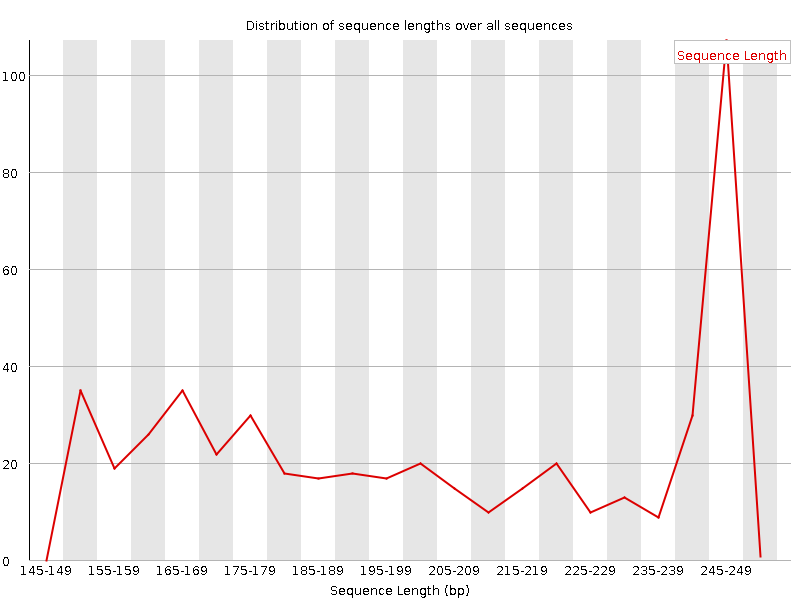 Distribution of sequence lengths over all sequences
Sequence Length
100
80
60
40
20
0
145-149 155-159 165-169 175-179 185-189 195-199 205-209 215-219 225-229 235-239 245-249
Sequence Length (bp)